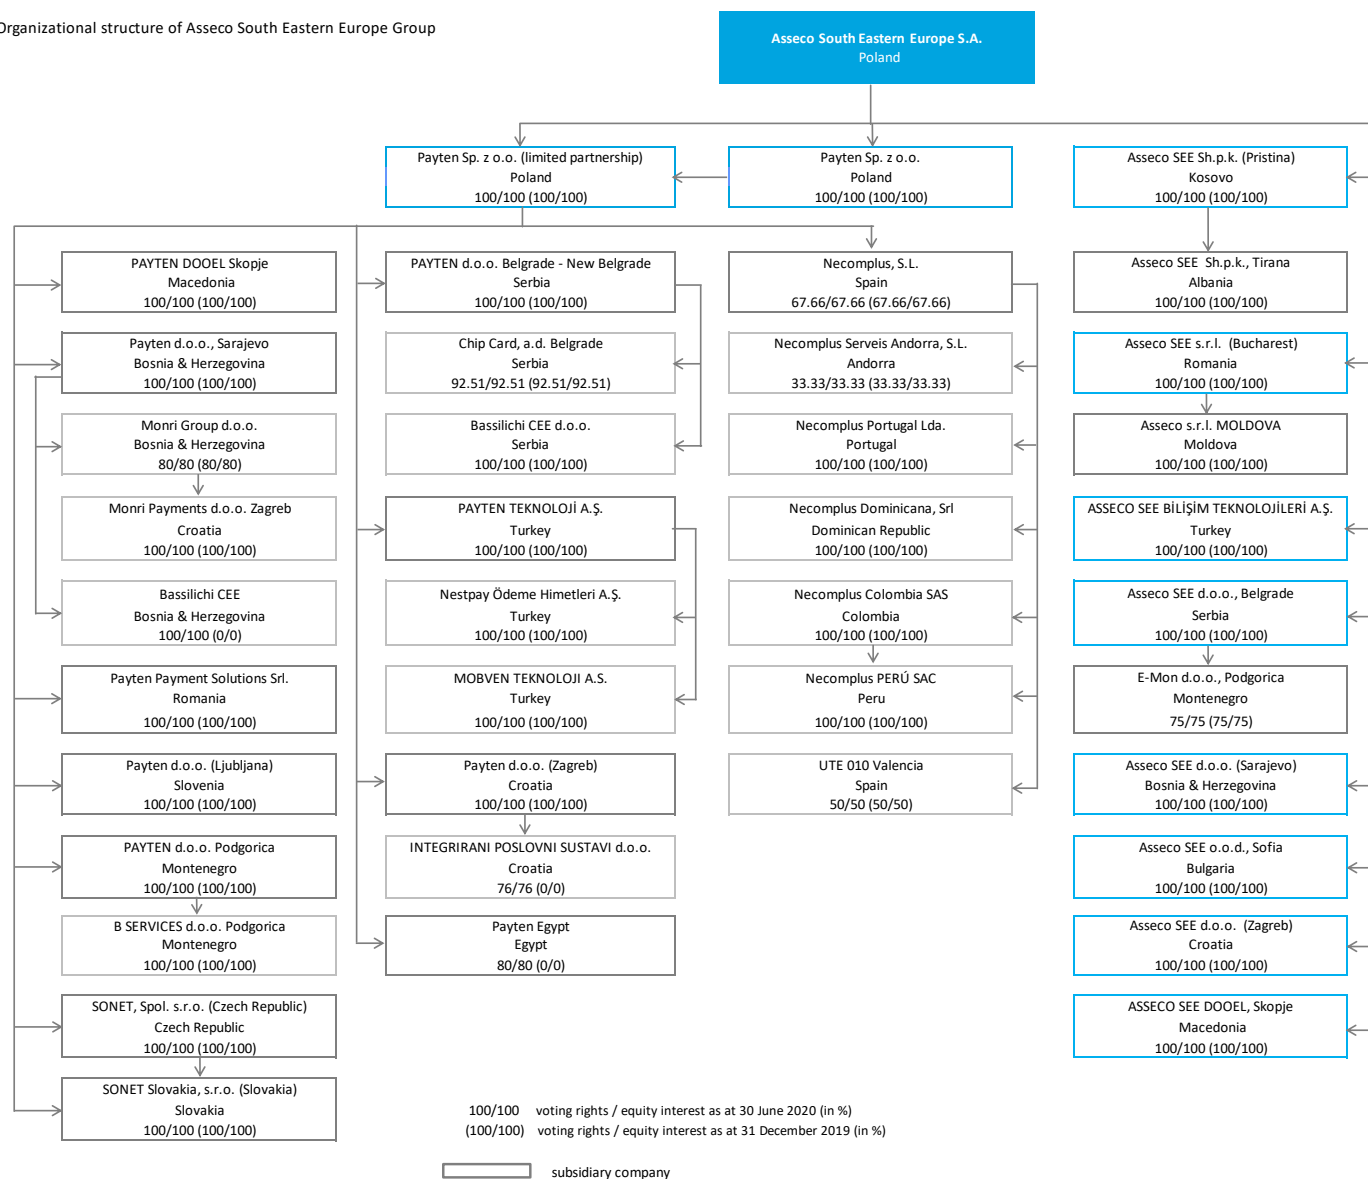 Organizational structure of Asseco South Eastern Europe Group
Asseco South Eastern Europe S.A.
Poland
Payten Sp. z o.o. (limited partnership)
Poland
100/100 (100/100)
Payten Sp. z o.o.
Poland
100/100 (100/100)
Asseco SEE Sh.p.k. (Pristina)
Kosovo
100/100 (100/100)
PAYTEN DOOEL Skopje
Macedonia
100/100 (100/100)
Payten d.o.o., Sarajevo
Bosnia & Herzegovina
100/100 (100/100)
Monri Group d.o.o.
Bosnia & Herzegovina
80/80 (80/80)
Monri Payments d.o.o. Zagreb
Croatia
100/100 (100/100)
Bassilichi CEE
Bosnia & Herzegovina
100/100 (0/0)
Payten Payment Solutions Srl.
Romania
100/100 (100/100)
Payten d.o.o. (Ljubljana)
Slovenia
100/100 (100/100)
PAYTEN d.o.o. Podgorica
Montenegro
100/100 (100/100)
B SERVICES d.o.o. Podgorica
Montenegro
100/100 (100/100)
SONET, Spol. s.r.o. (Czech Republic)
Czech Republic
100/100 (100/100)
SONET Slovakia, s.r.o. (Slovakia)
Slovakia
100/100 (100/100)
PAYTEN d.o.o. Belgrade - New Belgrade
Serbia
100/100 (100/100)
Chip Card, a.d. Belgrade
Serbia
92.51/92.51 (92.51/92.51)
Bassilichi CEE d.o.o.
Serbia
100/100 (100/100)
PAYTEN TEKNOLOJİ A.Ş.
Turkey
100/100 (100/100)
Nestpay Ödeme Himetleri A.Ş.
Turkey
100/100 (100/100)
MOBVEN TEKNOLOJI A.S.
Turkey
100/100 (100/100)
Payten d.o.o. (Zagreb)
Croatia
100/100 (100/100)
INTEGRIRANI POSLOVNI SUSTAVI d.o.o.
Croatia
76/76 (0/0)
Payten Egypt
Egypt
80/80 (0/0)
Necomplus, S.L.
Spain
67.66/67.66 (67.66/67.66)
Necomplus Serveis Andorra, S.L.
Andorra
33.33/33.33 (33.33/33.33)
Necomplus Portugal Lda.
Portugal
100/100 (100/100)
Necomplus Dominicana, Srl
Dominican Republic
100/100 (100/100)
Necomplus Colombia SAS
Colombia
100/100 (100/100)
Necomplus PERÚ SAC
Peru
100/100 (100/100)
UTE 010 Valencia
Spain
50/50 (50/50)
Asseco SEE Sh.p.k., Tirana
Albania
100/100 (100/100)
Asseco SEE s.r.l. (Bucharest)
Romania
100/100 (100/100)
Asseco s.r.l. MOLDOVA
Moldova
100/100 (100/100)
ASSECO SEE BİLİŞİM TEKNOLOJİLERİ A.Ş.
Turkey
100/100 (100/100)
Asseco SEE d.o.o., Belgrade
Serbia
100/100 (100/100)
E-Mon d.o.o., Podgorica
Montenegro
75/75 (75/75)
Asseco SEE d.o.o. (Sarajevo)
Bosnia & Herzegovina
100/100 (100/100)
Asseco SEE o.o.d., Sofia
Bulgaria
100/100 (100/100)
Asseco SEE d.o.o. (Zagreb)
Croatia
100/100 (100/100)
ASSECO SEE DOOEL, Skopje
Macedonia
100/100 (100/100)
100/100 voting rights / equity interest as at 30 June 2020 (in %)
(100/100) voting rights / equity interest as at 31 December 2019 (in %)
subsidiary company